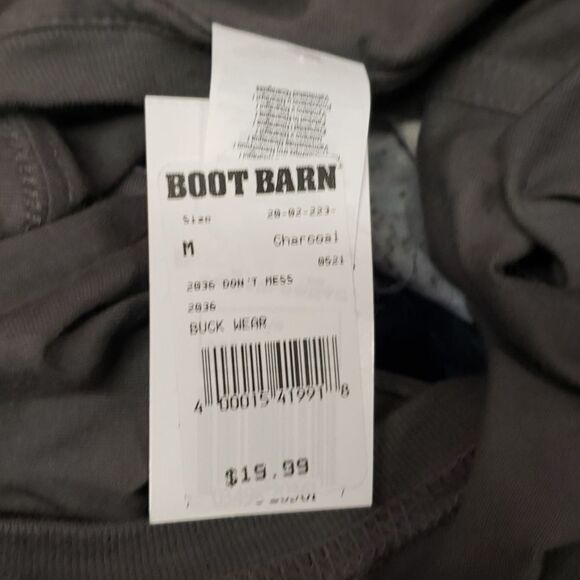 BOOT BARN
Size 20-02-223-
M Charcoal
0521
2036 DON'T MESS
2036
BUCK WEAR
4 00015 41991 8
$19.99